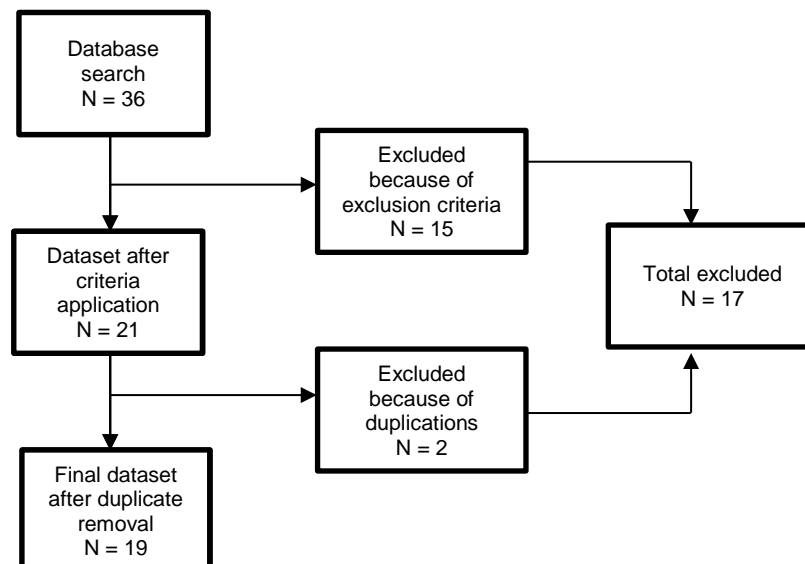 Database
search
N = 36
Excluded
because of
exclusion criteria
N = 15
Dataset after
criteria
application
N = 21
Total excluded
N = 17
Excluded
because of
duplications
N = 2
Final dataset
after duplicate
removal
N = 19